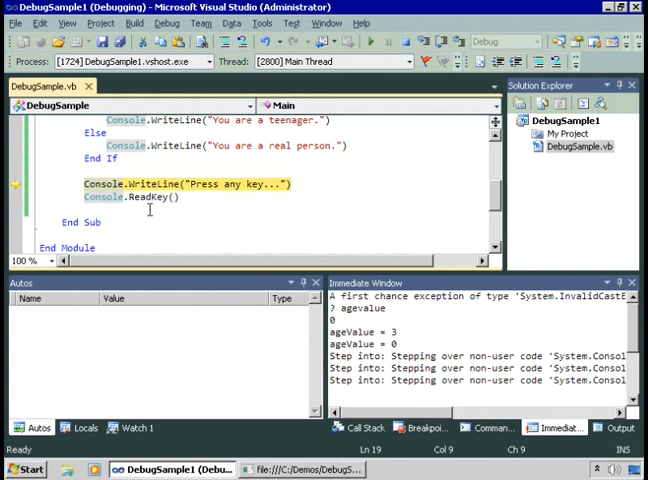 DebugSample1 (Debugging) - Microsoft Visual Studio (Administrator)
File Edit View Project Build Debug Team Data Tools Test Window Help
Debug
Process: [1724] DebugSample1.vshost.exe Thread: [2800] Main Thread
DebugSample.vb
DebugSample Main
Console.WriteLine("You are a teenager.")
Else
Console.WriteLine("You are a real person.")
End If
Console.WriteLine("Press any key...")
Console.ReadKey()
End Sub
End Module
100 %
Solution Explorer
DebugSample1
My Project
DebugSample.vb
Autos
Name Value Type
Autos Locals Watch 1
Immediate Window
A first chance exception of type 'System.InvalidCastE
? agevalue
0
ageValue = 3
ageValue = 0
Step into: Stepping over non-user code 'System.Consol
Step into: Stepping over non-user code 'System.Consol
Step into: Stepping over non-user code 'System.Consol
Call Stack Breakpoi... Comman... Immediat... Output
Ready Ln 19 Col 9 Ch 9 INS
Start DebugSample1 (Debu... file:///C:/Demos/DebugS...